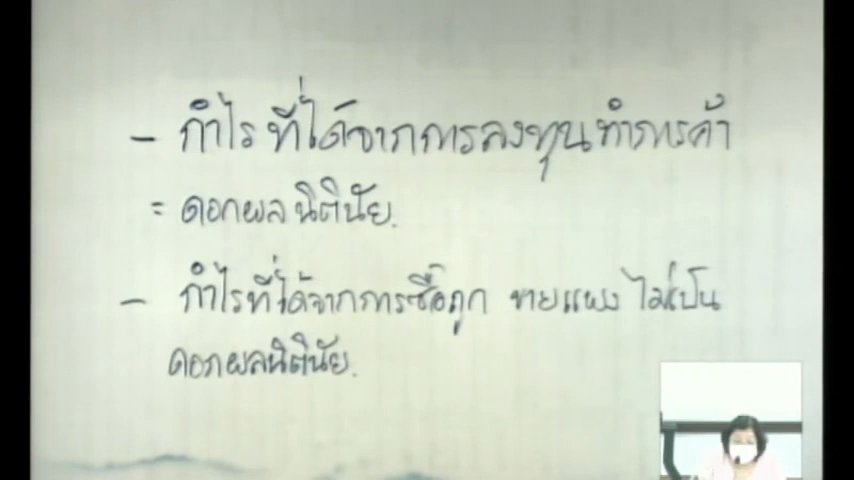 - กำไรที่ได้จากการลงทุนทำการค้า
= ดอกผลนิตินัย.
- กำไรที่ได้จากการซื้อถูก ขายแพง ไม่เป็น
ดอกผลนิตินัย.